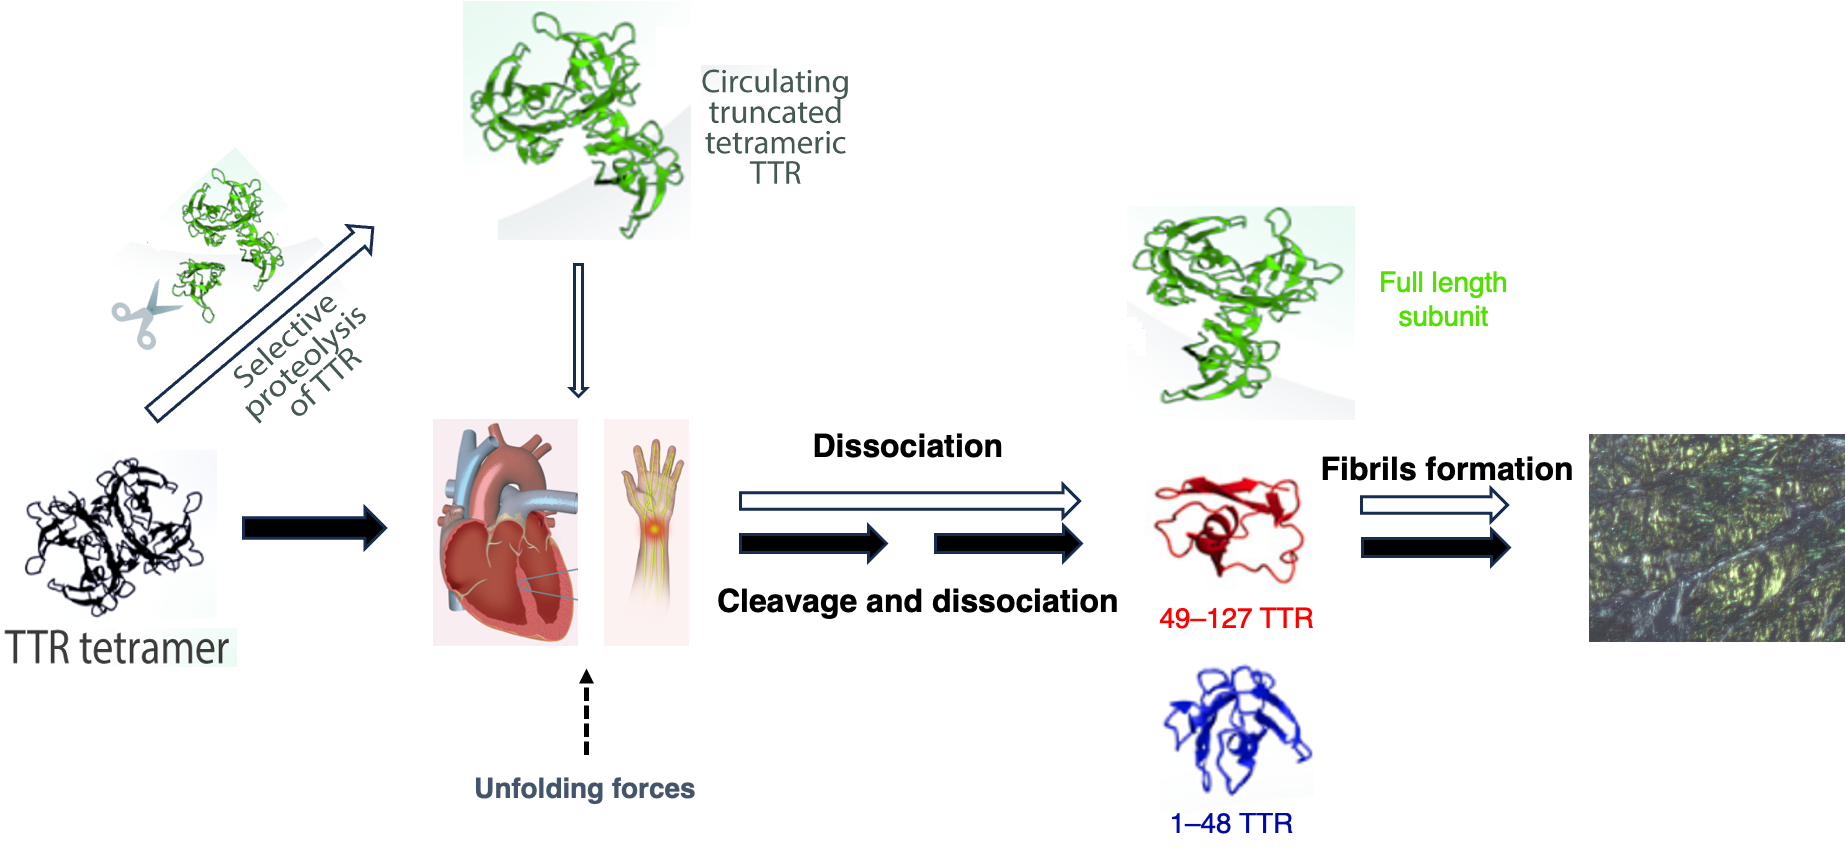 Circulating
truncated
tetrameric
TTR
Selective
proteolysis
of TTR
TTR tetramer
Unfolding forces
Dissociation
Cleavage and dissociation
Full length
subunit
49–127 TTR
1–48 TTR
Fibrils formation